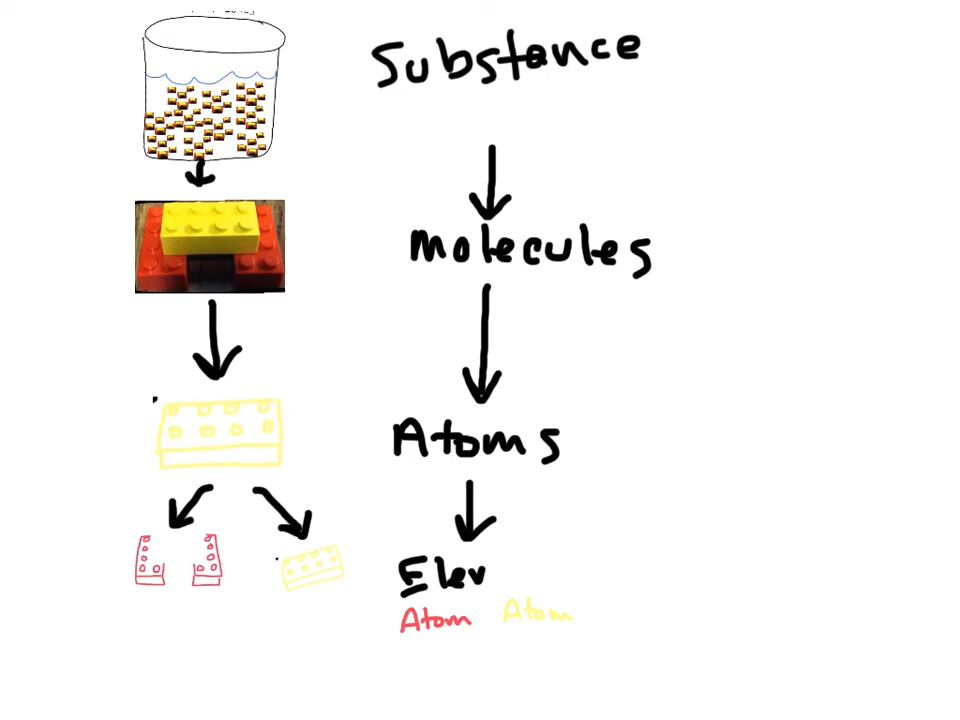 Substance
molecules
Atoms
Elev
Atom Atom